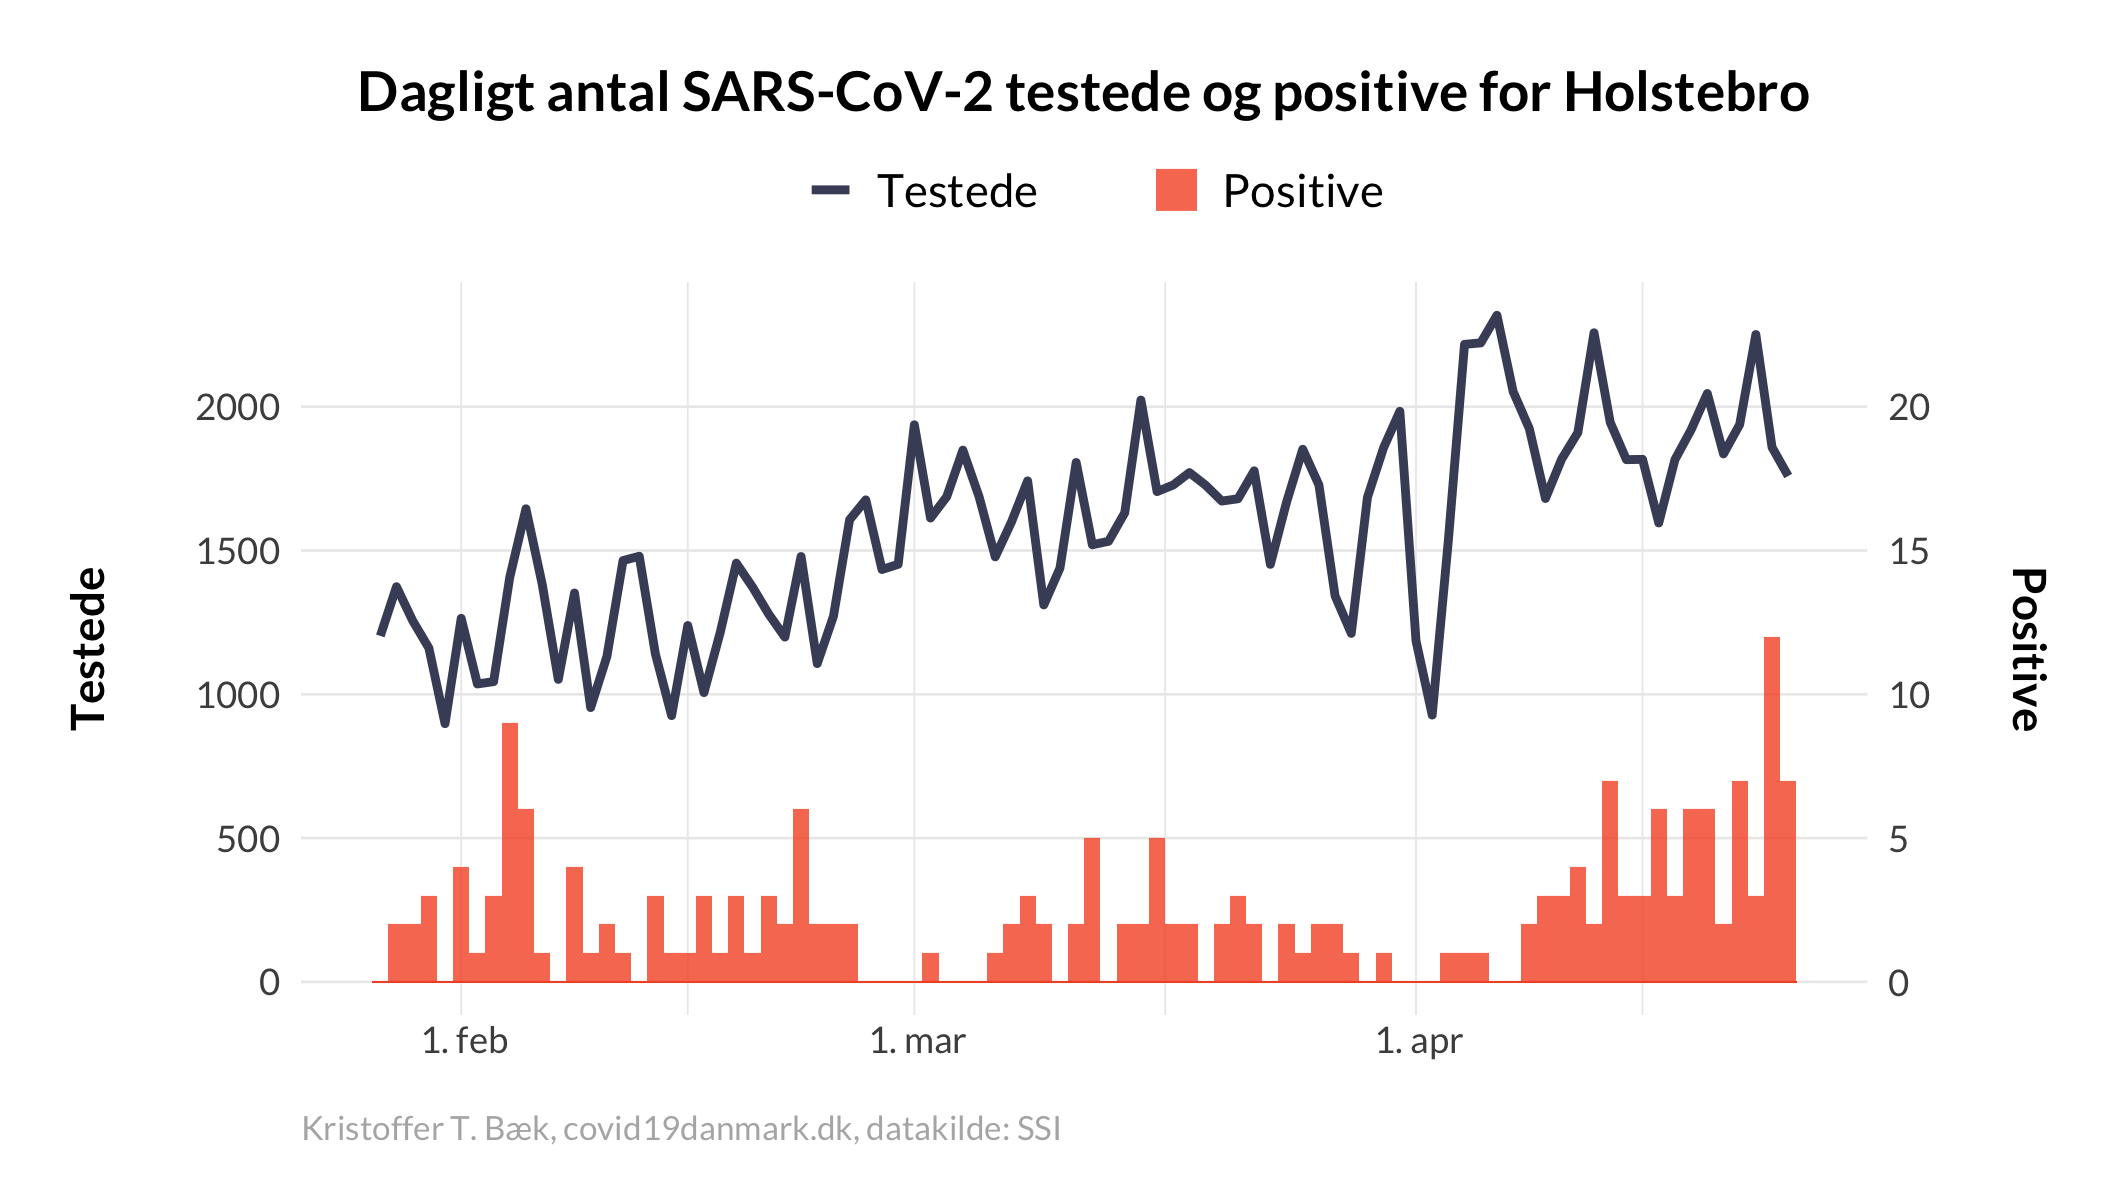 Dagligt antal SARS-CoV-2 testede og positive for Holstebro
Testede
Positive
2000
1500
1000
500
0
Testede
20
15
10
5
0
Positive
1. feb
1. mar
1. apr
Kristoffer T. Bæk, covid19danmark.dk, datakilde: SSI